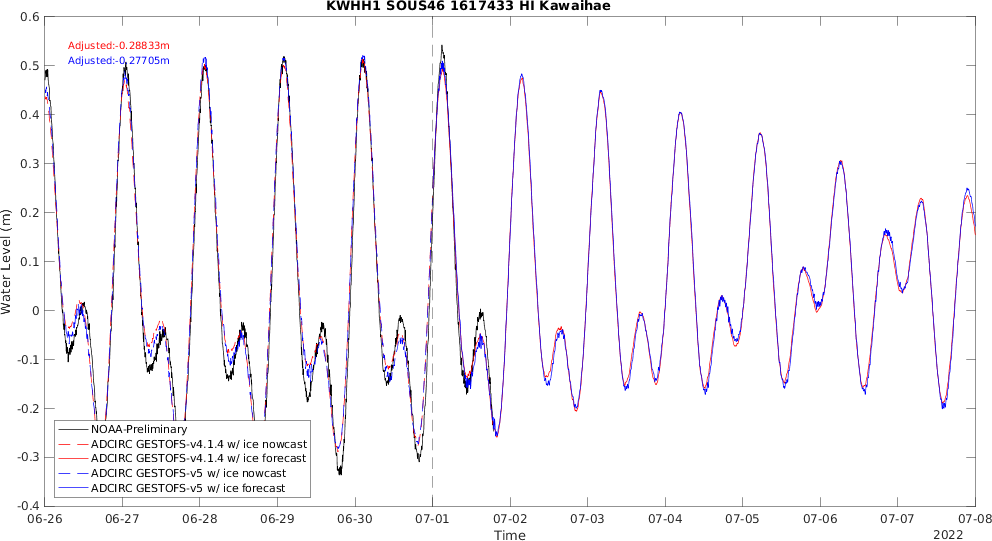 KWHH1 SOUS46 1617433 HI Kawaihae
Adjusted:-0.28833m
Adjusted:-0.27705m
Water Level (m)
0.6
0.5
0.4
0.3
0.2
0.1
0
-0.1
-0.2
-0.3
-0.4
NOAA-Preliminary
ADCIRC GESTOFS-v4.1.4 w/ ice nowcast
ADCIRC GESTOFS-v4.1.4 w/ ice forecast
ADCIRC GESTOFS-v5 w/ ice nowcast
ADCIRC GESTOFS-v5 w/ ice forecast
06-26 06-27 06-28 06-29 06-30 07-01 07-02 07-03 07-04 07-05 07-06 07-07 07-08
Time
2022